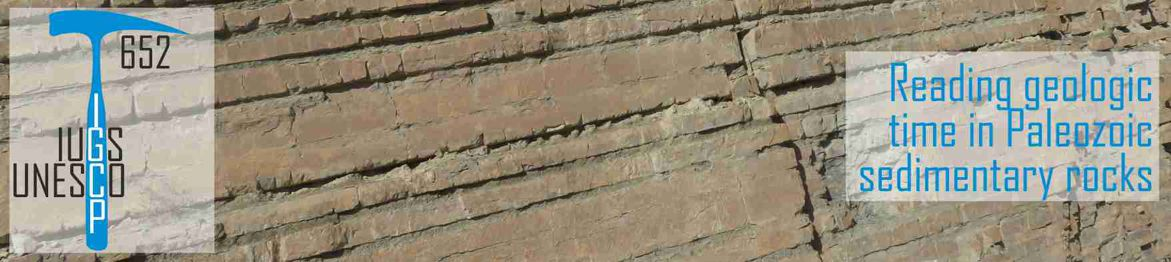 652
IUGS
UNESCO
IGCP
Reading geologic
time in Paleozoic
sedimentary rocks